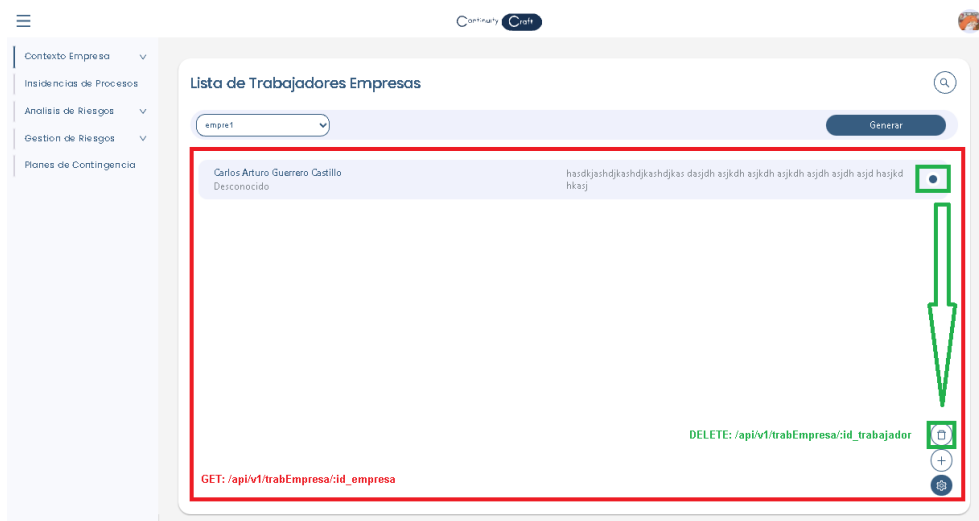 Continuity Craft
Contexto Empresa
Insidencias de Procesos
Analisis de Riesgos
Gestion de Riesgos
Planes de Contingencia
Lista de Trabajadores Empresas
empre1
Generar
Carlos Arturo Guerrero Castillo
Desconocido
hasdkjashdjkashdjkashdjkas dasjdh asjkdh asjkdh asjkdh asjdh asjdh asjd hasjkd
hkasj
DELETE: /api/v1/trabEmpresa/:id_trabajador
GET: /api/v1/trabEmpresa/:id_empresa